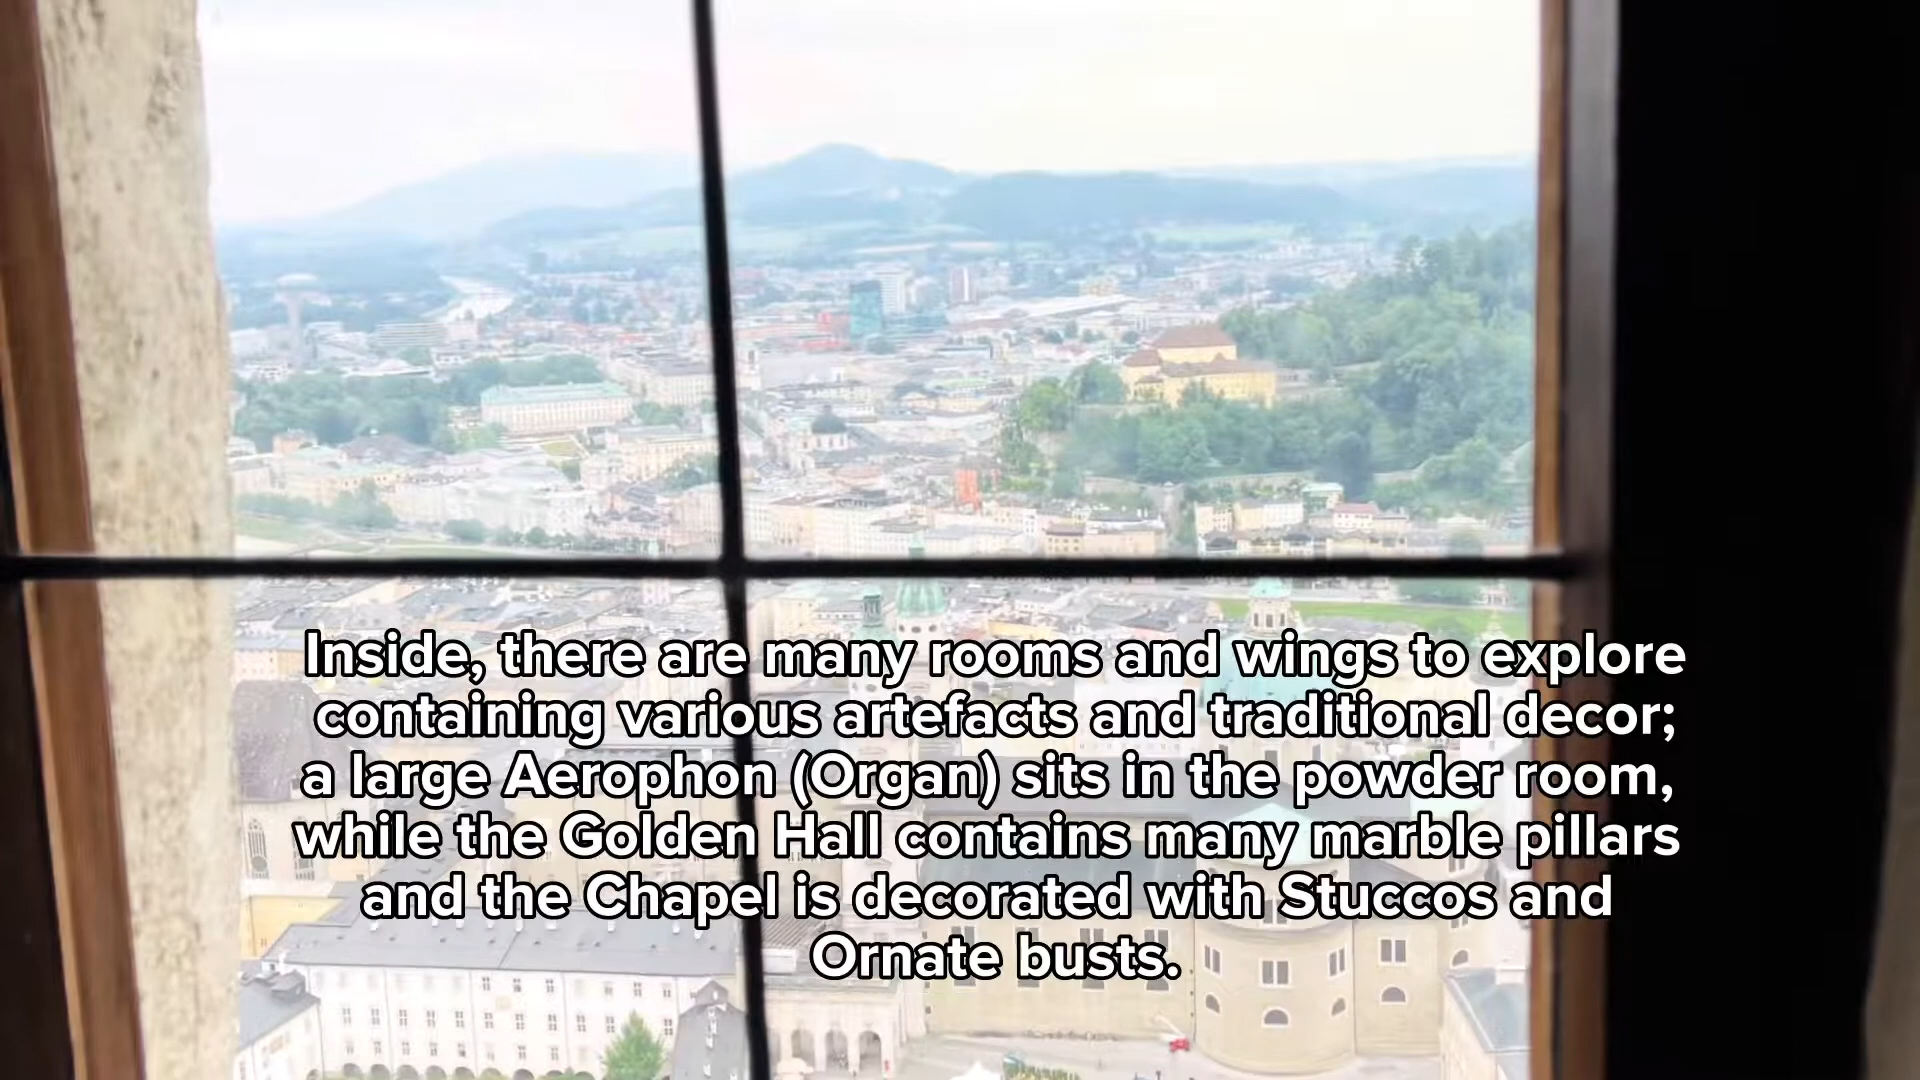 Inside, there are many rooms and wings to explore
containing various artefacts and traditional decor;
a large Aerophon (Organ) sits in the powder room,
while the Golden Hall contains many marble pillars
and the Chapel is decorated with Stuccos and
Ornate busts.